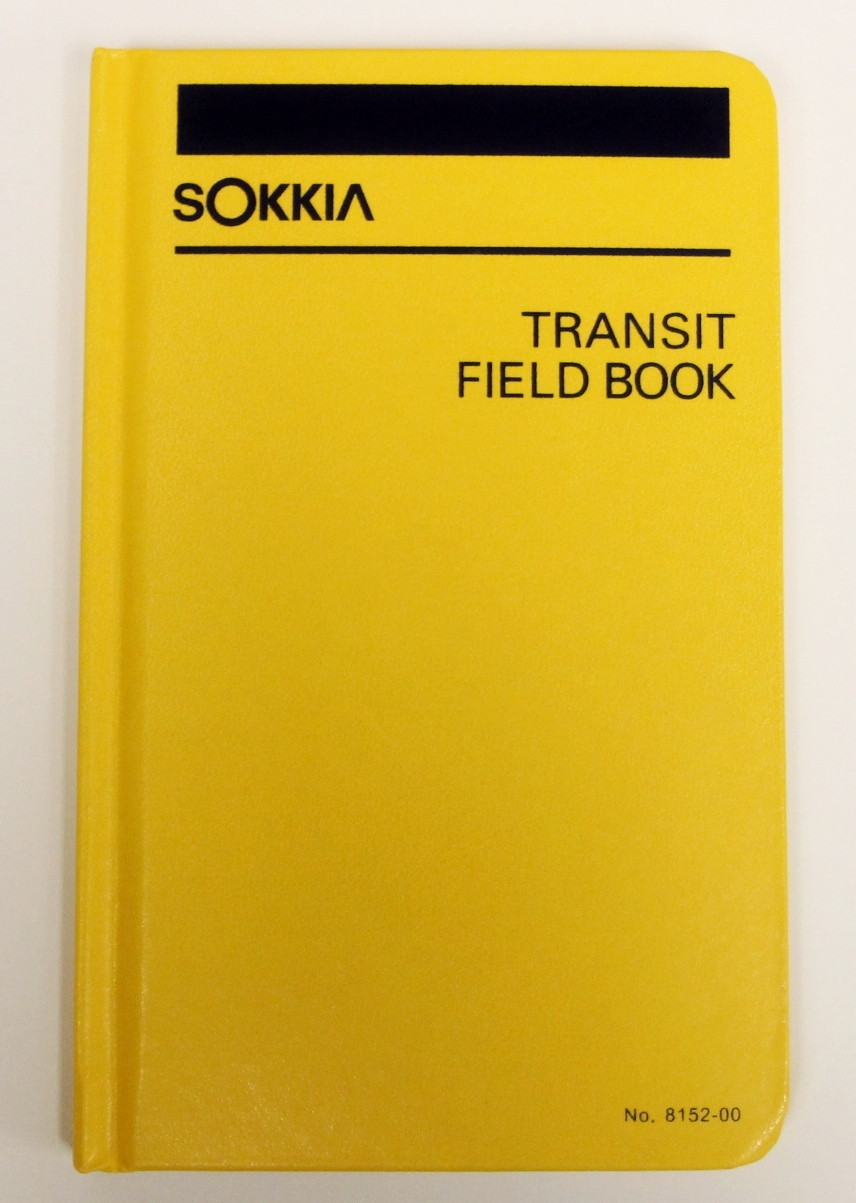 SOKKIA
TRANSIT
FIELD BOOK
No. 8152-00